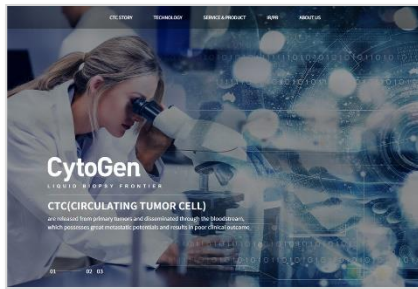 CTC STORY
TECHNOLOGY
SERVICE & PRODUCT
IR/PR
ABOUT US
CytoGen
LIQUID BIOPSY FRONTIER
CTC(CIRCULATING TUMOR CELL)
are released from primary tumors and disseminated through the bloodstream,
which possesses great metastatic potentials and results in poor clinical outcome.
01 02 03